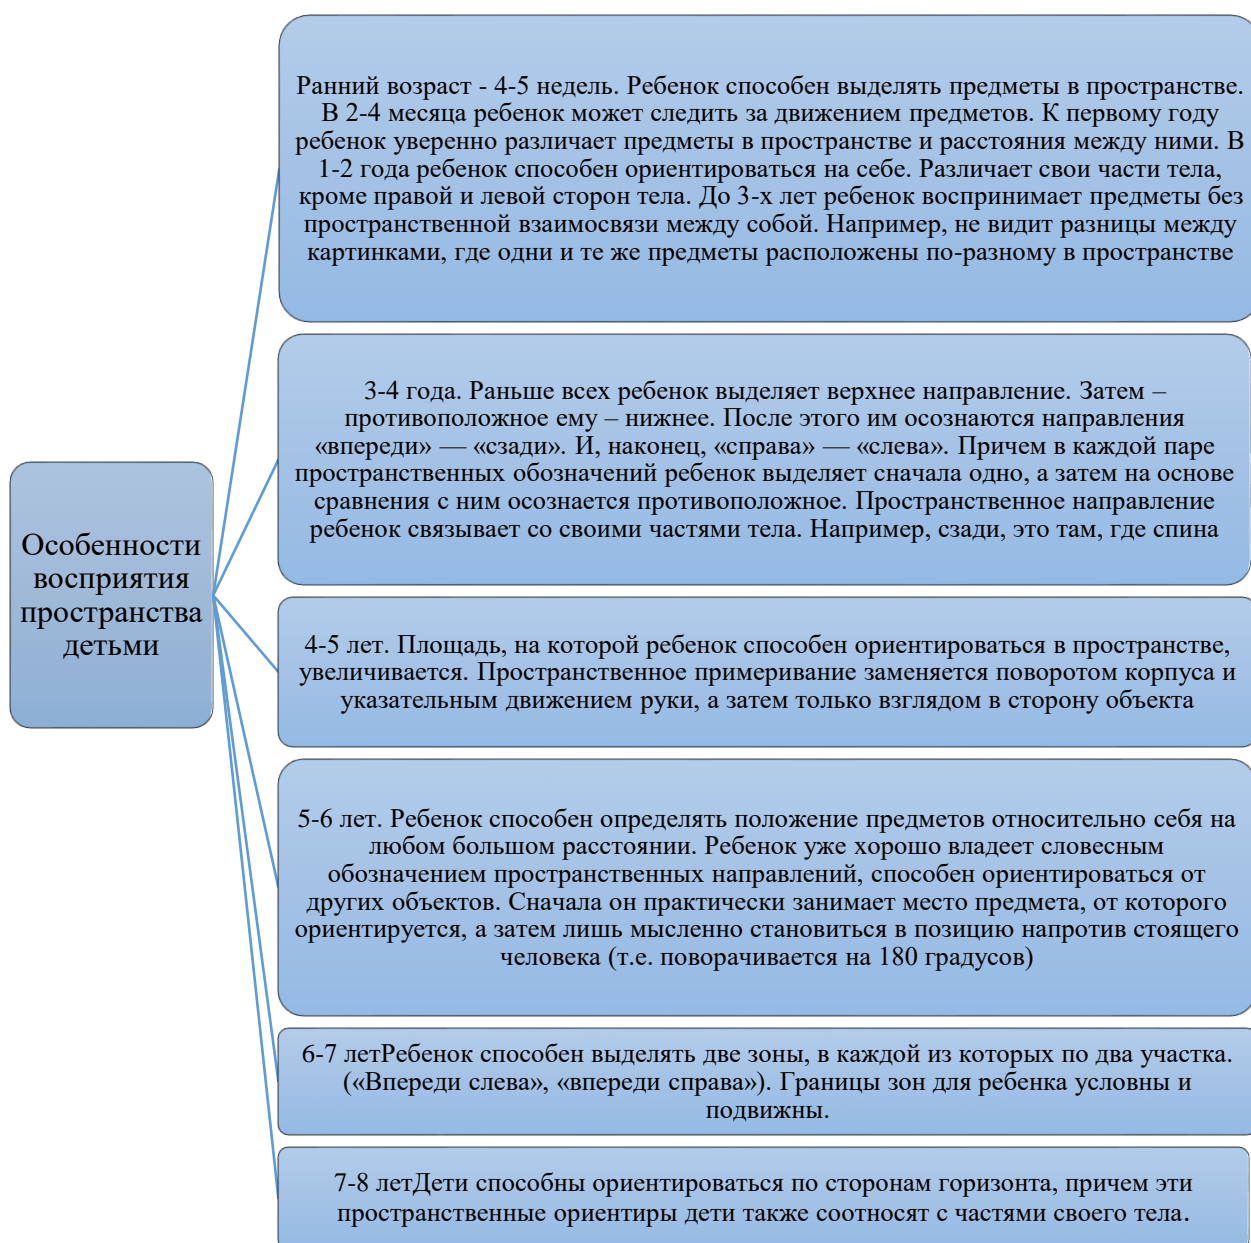 Особенности
восприятия
пространства
детьми
Ранний возраст - 4-5 недель. Ребенок способен выделять предметы в пространстве.
В 2-4 месяца ребенок может следить за движением предметов. К первому году
ребенок уверенно различает предметы в пространстве и расстояния между ними. В
1-2 года ребенок способен ориентироваться на себе. Различает свои части тела,
кроме правой и левой сторон тела. До 3-х лет ребенок воспринимает предметы без
пространственной взаимосвязи между собой. Например, не видит разницы между
картинками, где одни и те же предметы расположены по-разному в пространстве
3-4 года. Раньше всех ребенок выделяет верхнее направление. Затем –
противоположное ему – нижнее. После этого им осознаются направления
«впереди» — «сзади». И, наконец, «справа» — «слева». Причем в каждой паре
пространственных обозначений ребенок выделяет сначала одно, а затем на основе
сравнения с ним осознается противоположное. Пространственное направление
ребенок связывает со своими частями тела. Например, сзади, это там, где спина
4-5 лет. Площадь, на которой ребенок способен ориентироваться в пространстве,
увеличивается. Пространственное примеривание заменяется поворотом корпуса и
указательным движением руки, а затем только взглядом в сторону объекта
5-6 лет. Ребенок способен определять положение предметов относительно себя на
любом большом расстоянии. Ребенок уже хорошо владеет словесным
обозначением пространственных направлений, способен ориентироваться от
других объектов. Сначала он практически занимает место предмета, от которого
ориентируется, а затем лишь мысленно становиться в позицию напротив стоящего
человека (т.е. поворачивается на 180 градусов)
6-7 летРебенок способен выделять две зоны, в каждой из которых по два участка.
(«Впереди слева», «впереди справа»). Границы зон для ребенка условны и
подвижны.
7-8 летДети способны ориентироваться по сторонам горизонта, причем эти
пространственные ориентиры дети также соотносят с частями своего тела.